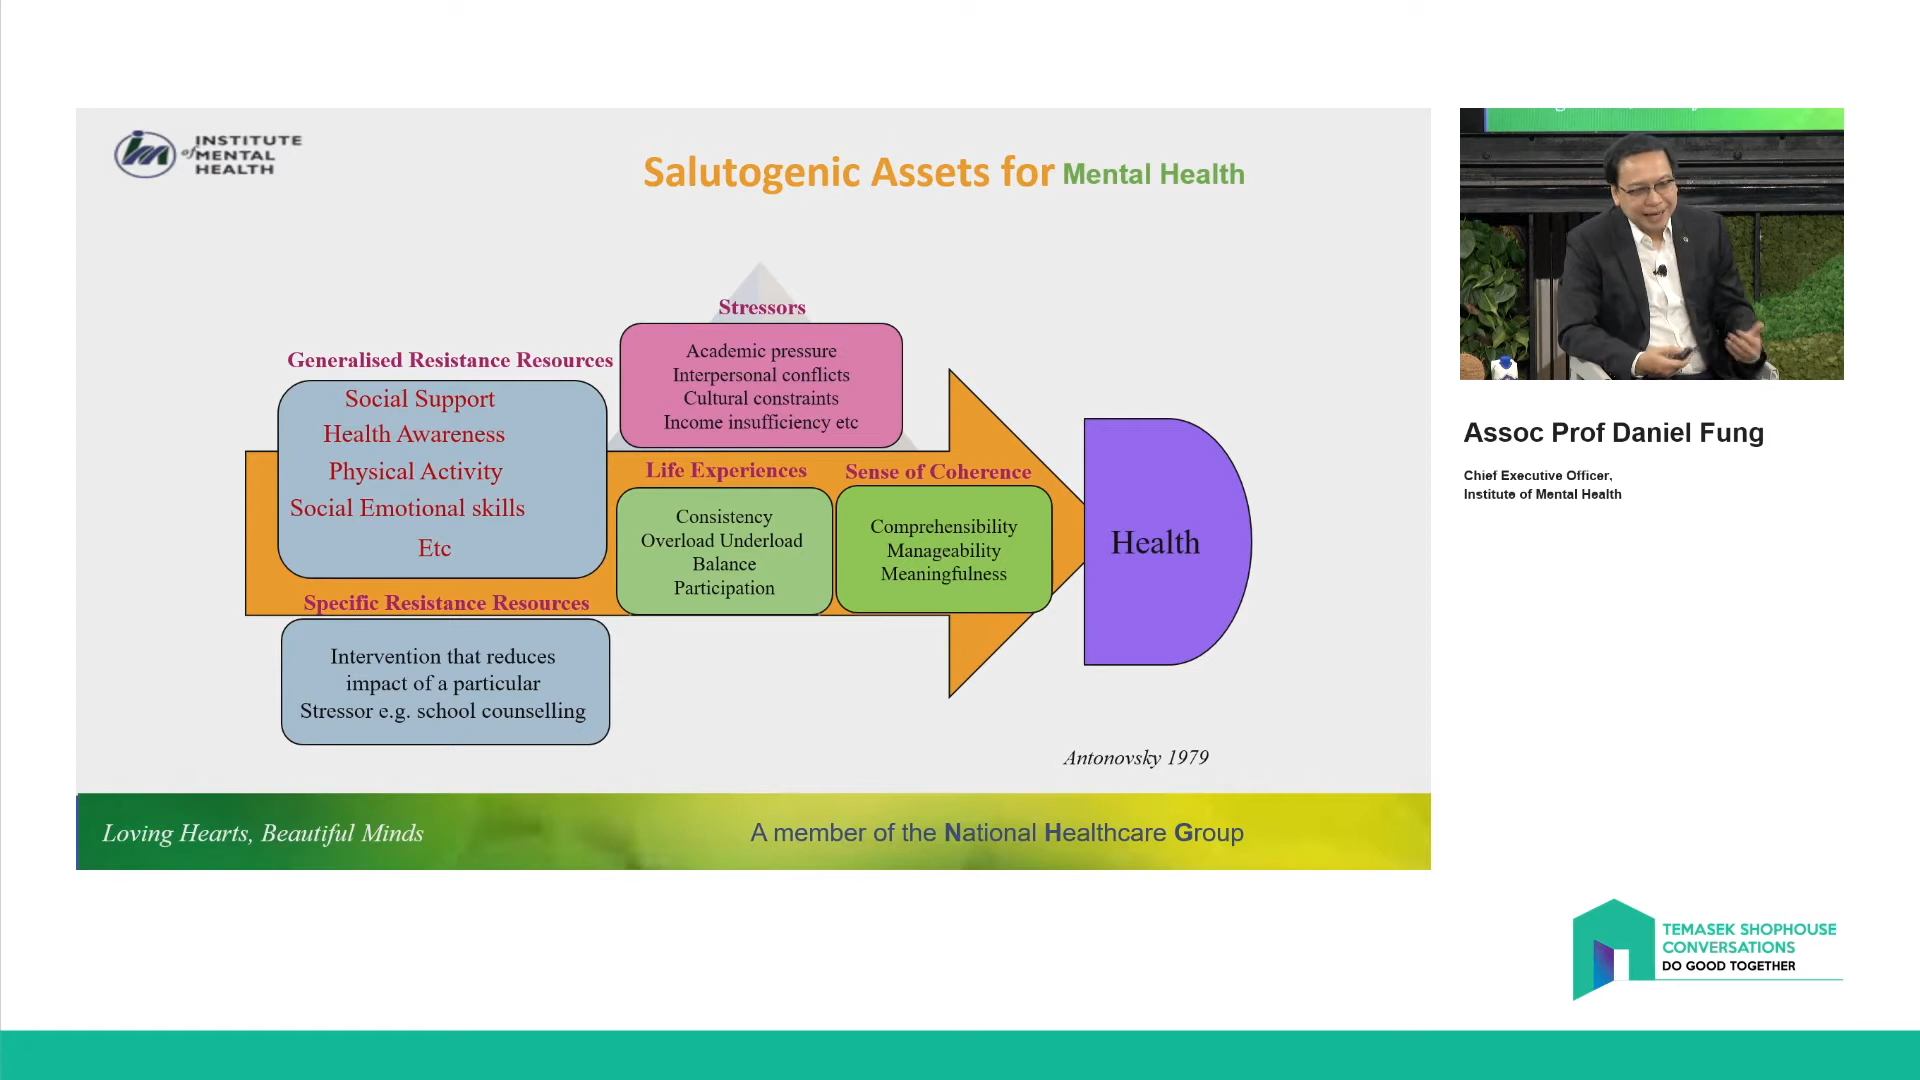 INSTITUTE
of MENTAL
HEALTH
Salutogenic Assets for Mental Health
Stressors
Academic pressure
Interpersonal conflicts
Cultural constraints
Income insufficiency etc
Generalised Resistance Resources
Social Support
Health Awareness
Physical Activity
Social Emotional skills
Etc
Life Experiences
Consistency
Overload Underload
Balance
Participation
Sense of Coherence
Comprehensibility
Manageability
Meaningfulness
Health
Specific Resistance Resources
Intervention that reduces
impact of a particular
Stressor e.g. school counselling
Antonovsky 1979
Loving Hearts, Beautiful Minds
A member of the National Healthcare Group
Assoc Prof Daniel Fung
Chief Executive Officer,
Institute of Mental Health
TEMASEK SHOPHOUSE
CONVERSATIONS
DO GOOD TOGETHER